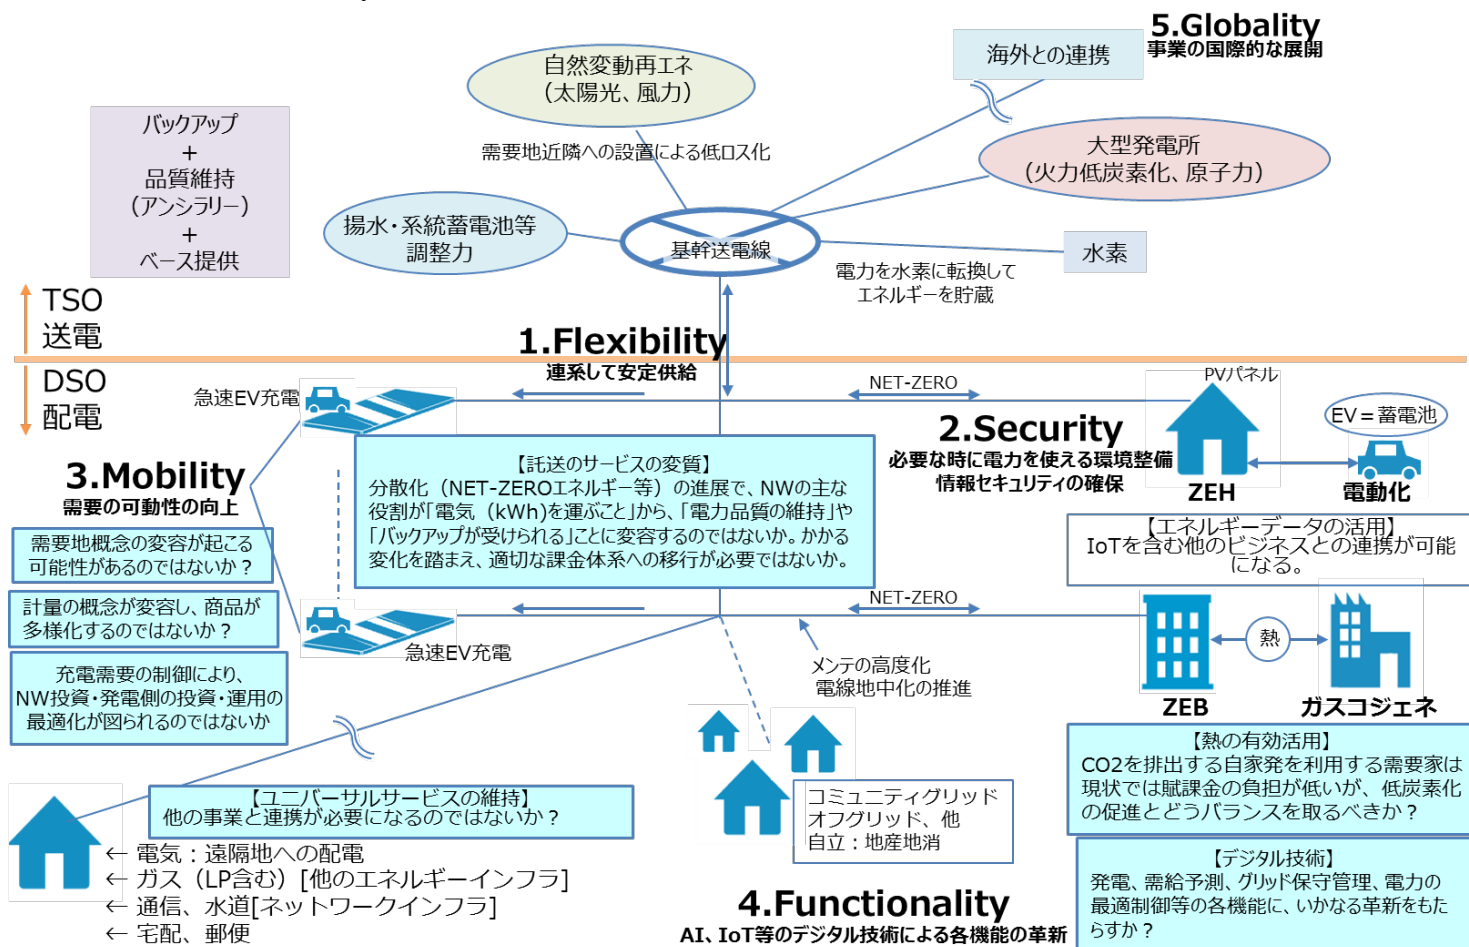 5.Globality
事業の国際的な展開
海外との連携
自然変動再エネ
（太陽光、風力）
バックアップ
＋
品質維持
（アンシラリー）
＋
ベース提供
需要地近隣への設置による低ロス化
大型発電所
（火力低炭素化、原子力）
揚水・系統蓄電池等
調整力
基幹送電線
水素
電力を水素に転換して
エネルギーを貯蔵
TSO
送電
1.Flexibility
連系して安定供給
DSO
配電
急速EV充電
NET-ZERO
PVパネル
EV＝蓄電池
2.Security
必要な時に電力を使える環境整備
情報セキュリティの確保
ZEH
電動化
3.Mobility
需要の可動性の向上
【託送のサービスの変質】
分散化（NET-ZEROエネルギー等）の進展で、NWの主な
役割が「電気（kWh)を運ぶこと」から、「電力品質の維持」や
「バックアップが受けられる」ことに変容するのではないか。かかる
変化を踏まえ、適切な課金体系への移行が必要ではないか。
【エネルギーデータの活用】
IoTを含む他のビジネスとの連携が可能
になる。
需要地概念の変容が起こる
可能性があるのではないか？
計量の概念が変容し、商品が
多様化するのではないか？
充電需要の制御により、
NW投資・発電側の投資・運用の
最適化が図られるのではないか
急速EV充電
NET-ZERO
メンテの高度化
電線地中化の推進
熱
ZEB
ガスコジェネ
【熱の有効活用】
CO2を排出する自家発を利用する需要家は
現状では賦課金の負担が低いが、低炭素化
の促進とどうバランスを取るべきか？
【ユニバーサルサービスの維持】
他の事業と連携が必要になるのではないか？
← 電気：遠隔地への配電
← ガス（LP含む）[他のエネルギーインフラ]
← 通信、水道[ネットワークインフラ]
← 宅配、郵便
コミュニティグリッド
オフグリッド、他
自立：地産地消
4.Functionality
AI、IoT等のデジタル技術による各機能の革新
【デジタル技術】
発電、需給予測、グリッド保守管理、電力の
最適制御等の各機能に、いかなる革新をもた
らすか？